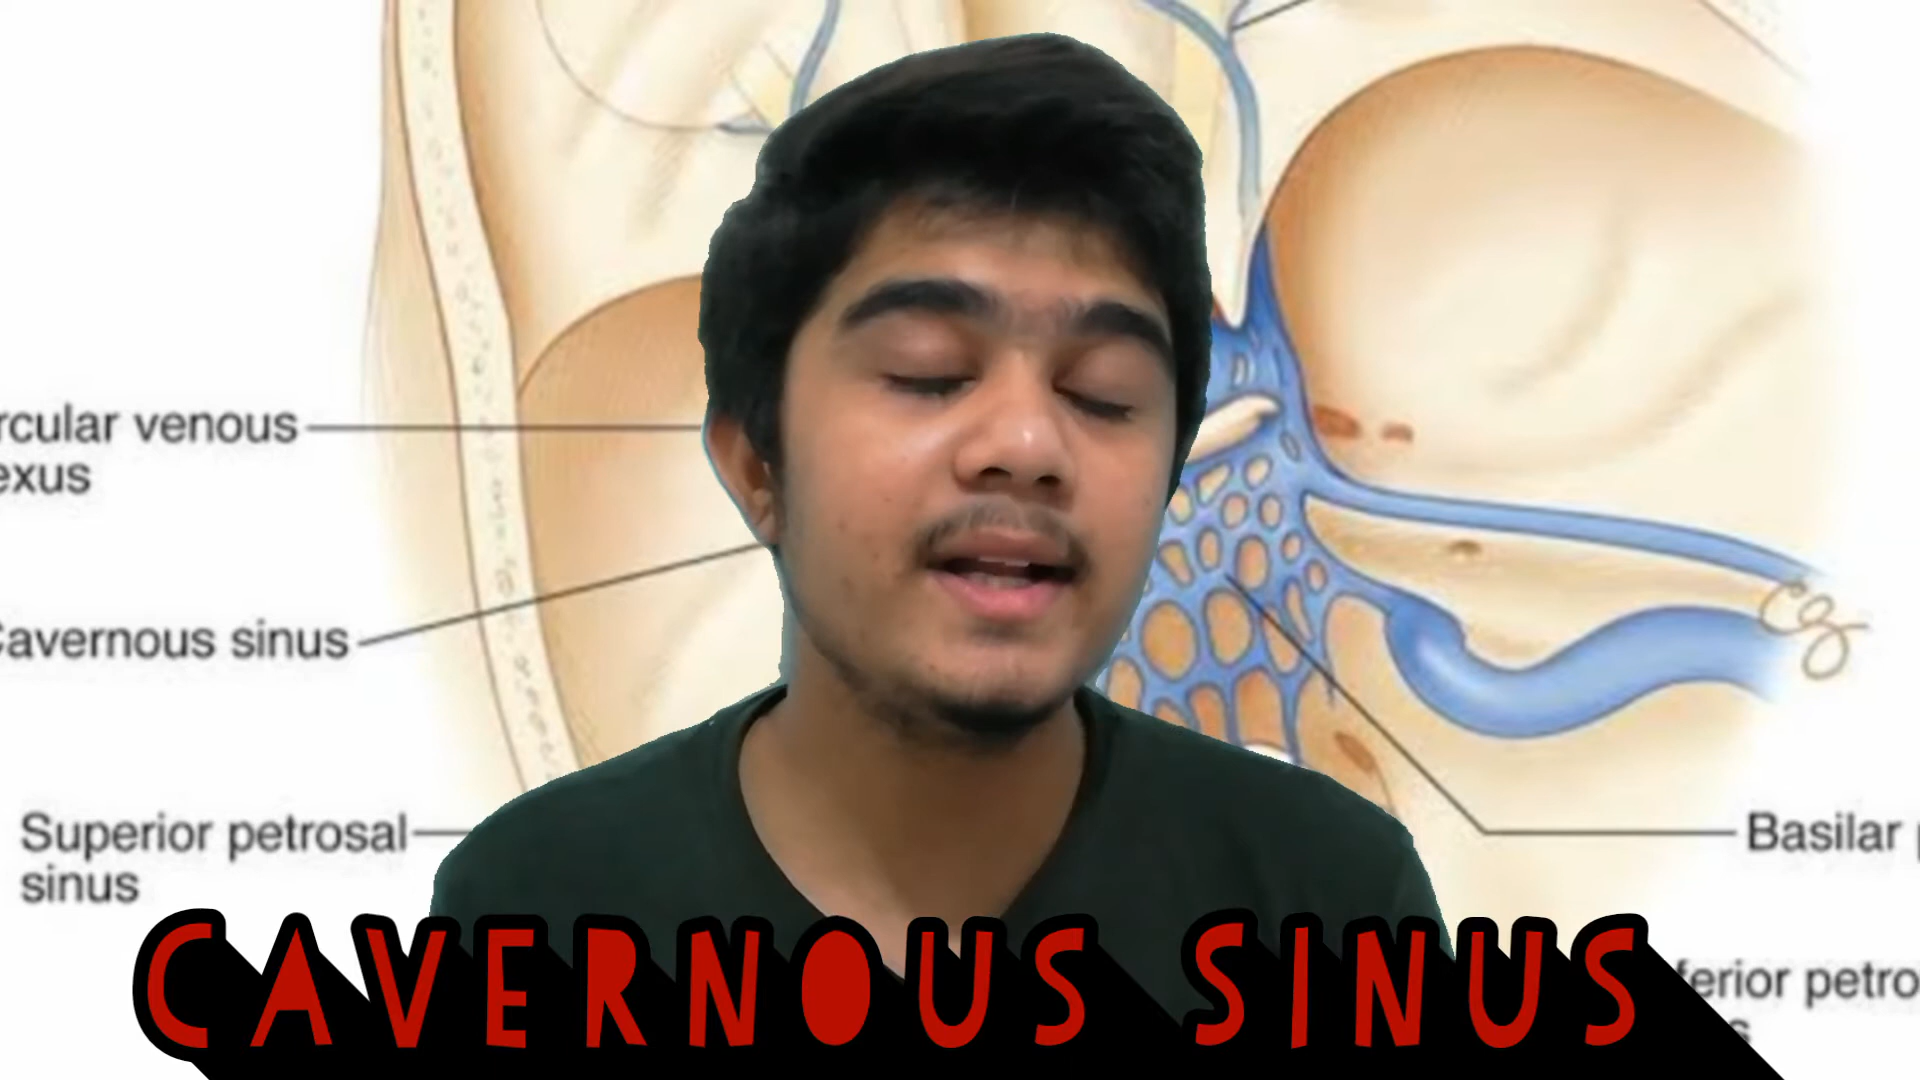 rcular venous
exus
Cavernous sinus
Superior petrosal
sinus
Basilar
ferior petro
s
CAVERNOUS SINUS